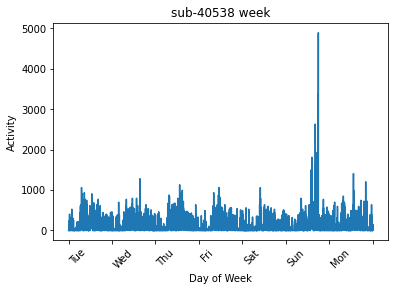 sub-40538 week
5000
4000
3000
2000
1000
0
Activity
Tue
Wed
Thu
Fri
Sat
Sun
Mon
Day of Week